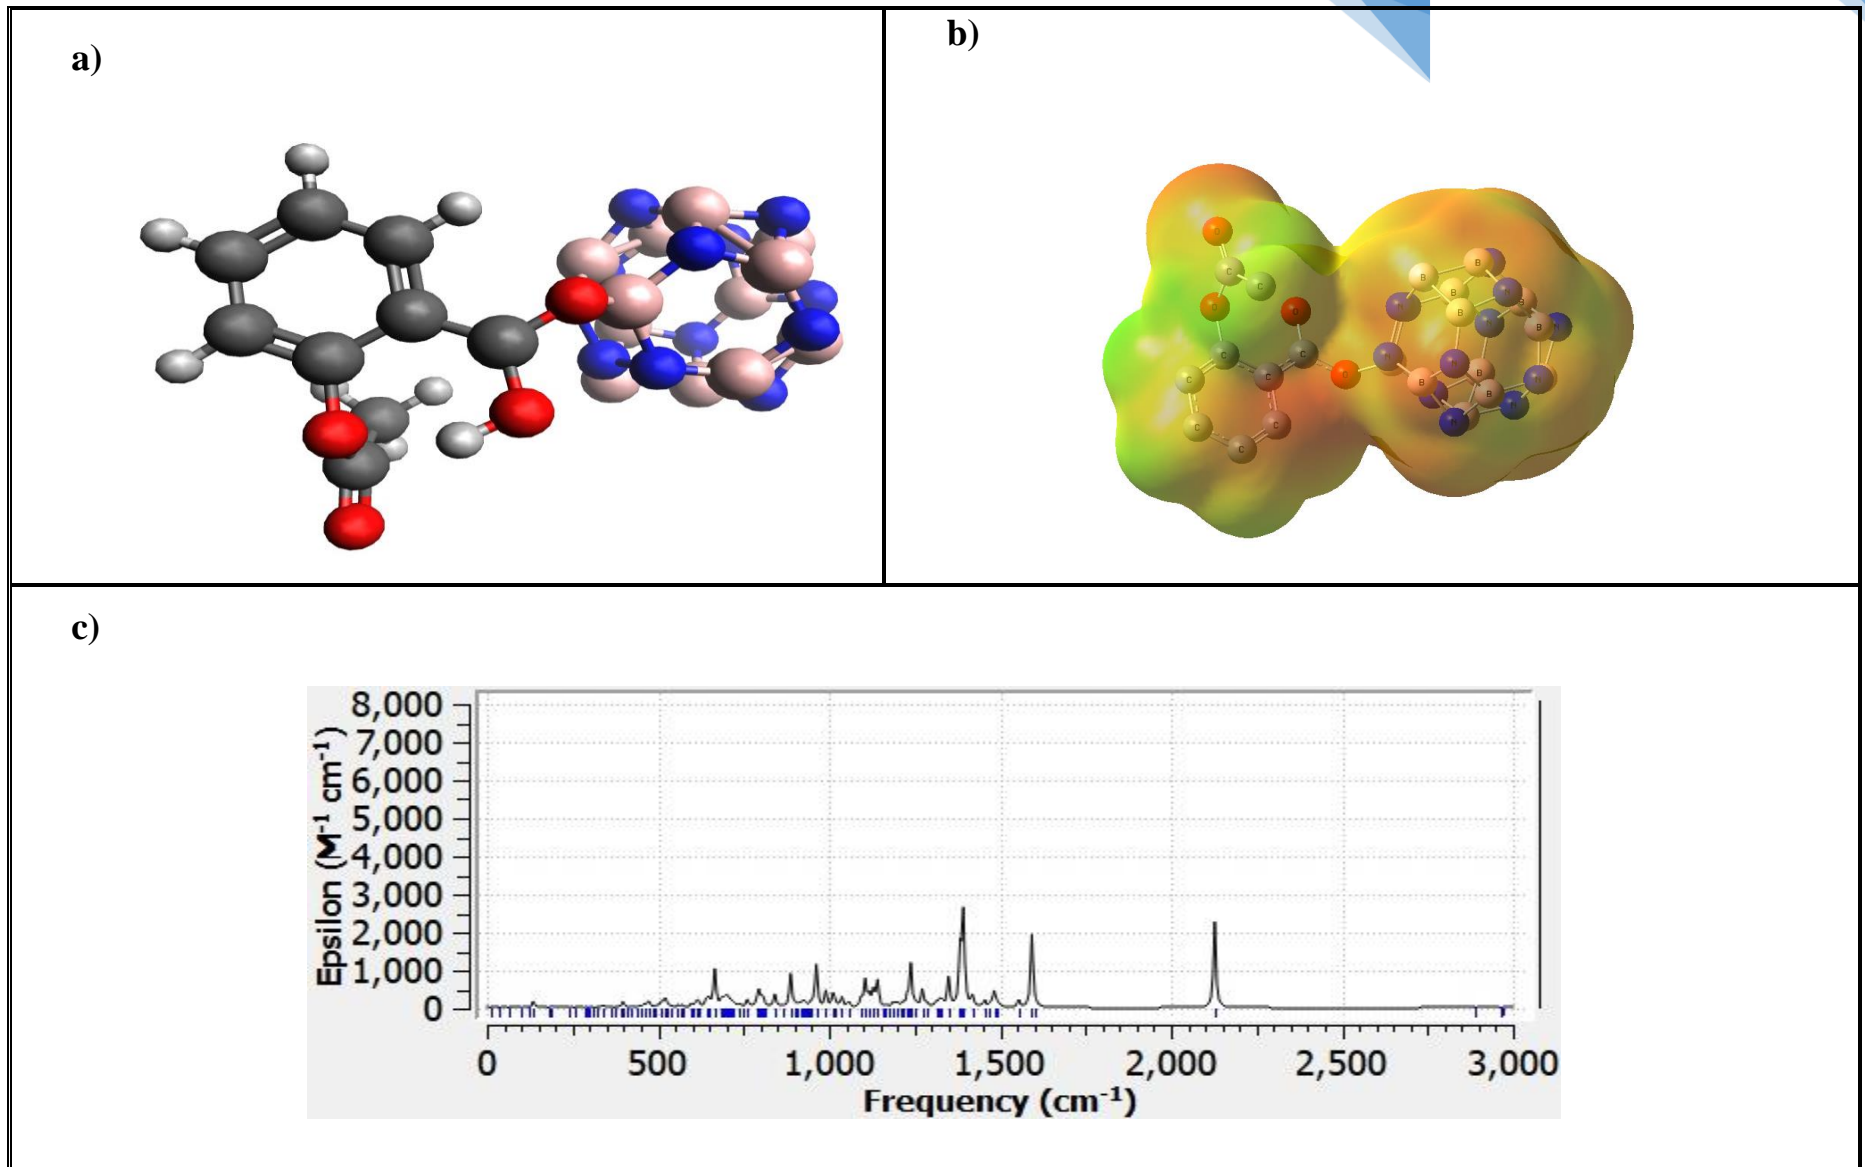 a)
b)
c)
8,000
7,000
6,000
5,000
4,000
3,000
2,000
1,000
0
Epsilon (M⁻¹ cm⁻¹)
0 500 1,000 1,500 2,000 2,500 3,000
Frequency (cm⁻¹)